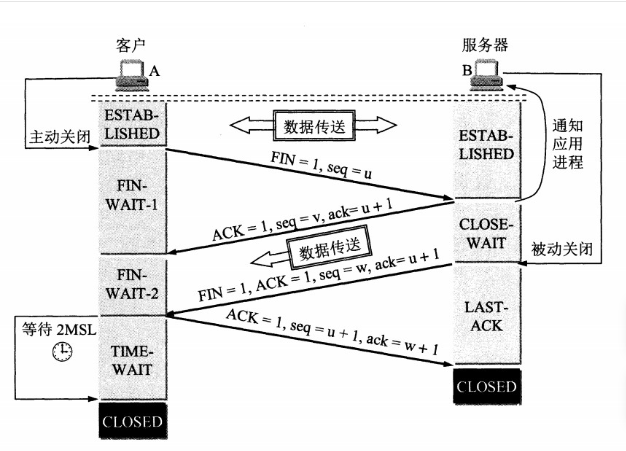 客户
服务器
A
B
ESTAB-
LISHED
数据传送
ESTAB-
LISHED
通知
应用
进程
主动关闭
FIN = 1, seq = u
FIN-
WAIT-1
ACK = 1, seq = v, ack= u + 1
CLOSE-
WAIT
数据传送
被动关闭
FIN-
WAIT-2
FIN = 1, ACK = 1, seq = w, ack= u + 1
ACK = 1, seq = u + 1, ack = w + 1
LAST-
ACK
等待 2MSL
TIME-
WAIT
CLOSED
CLOSED